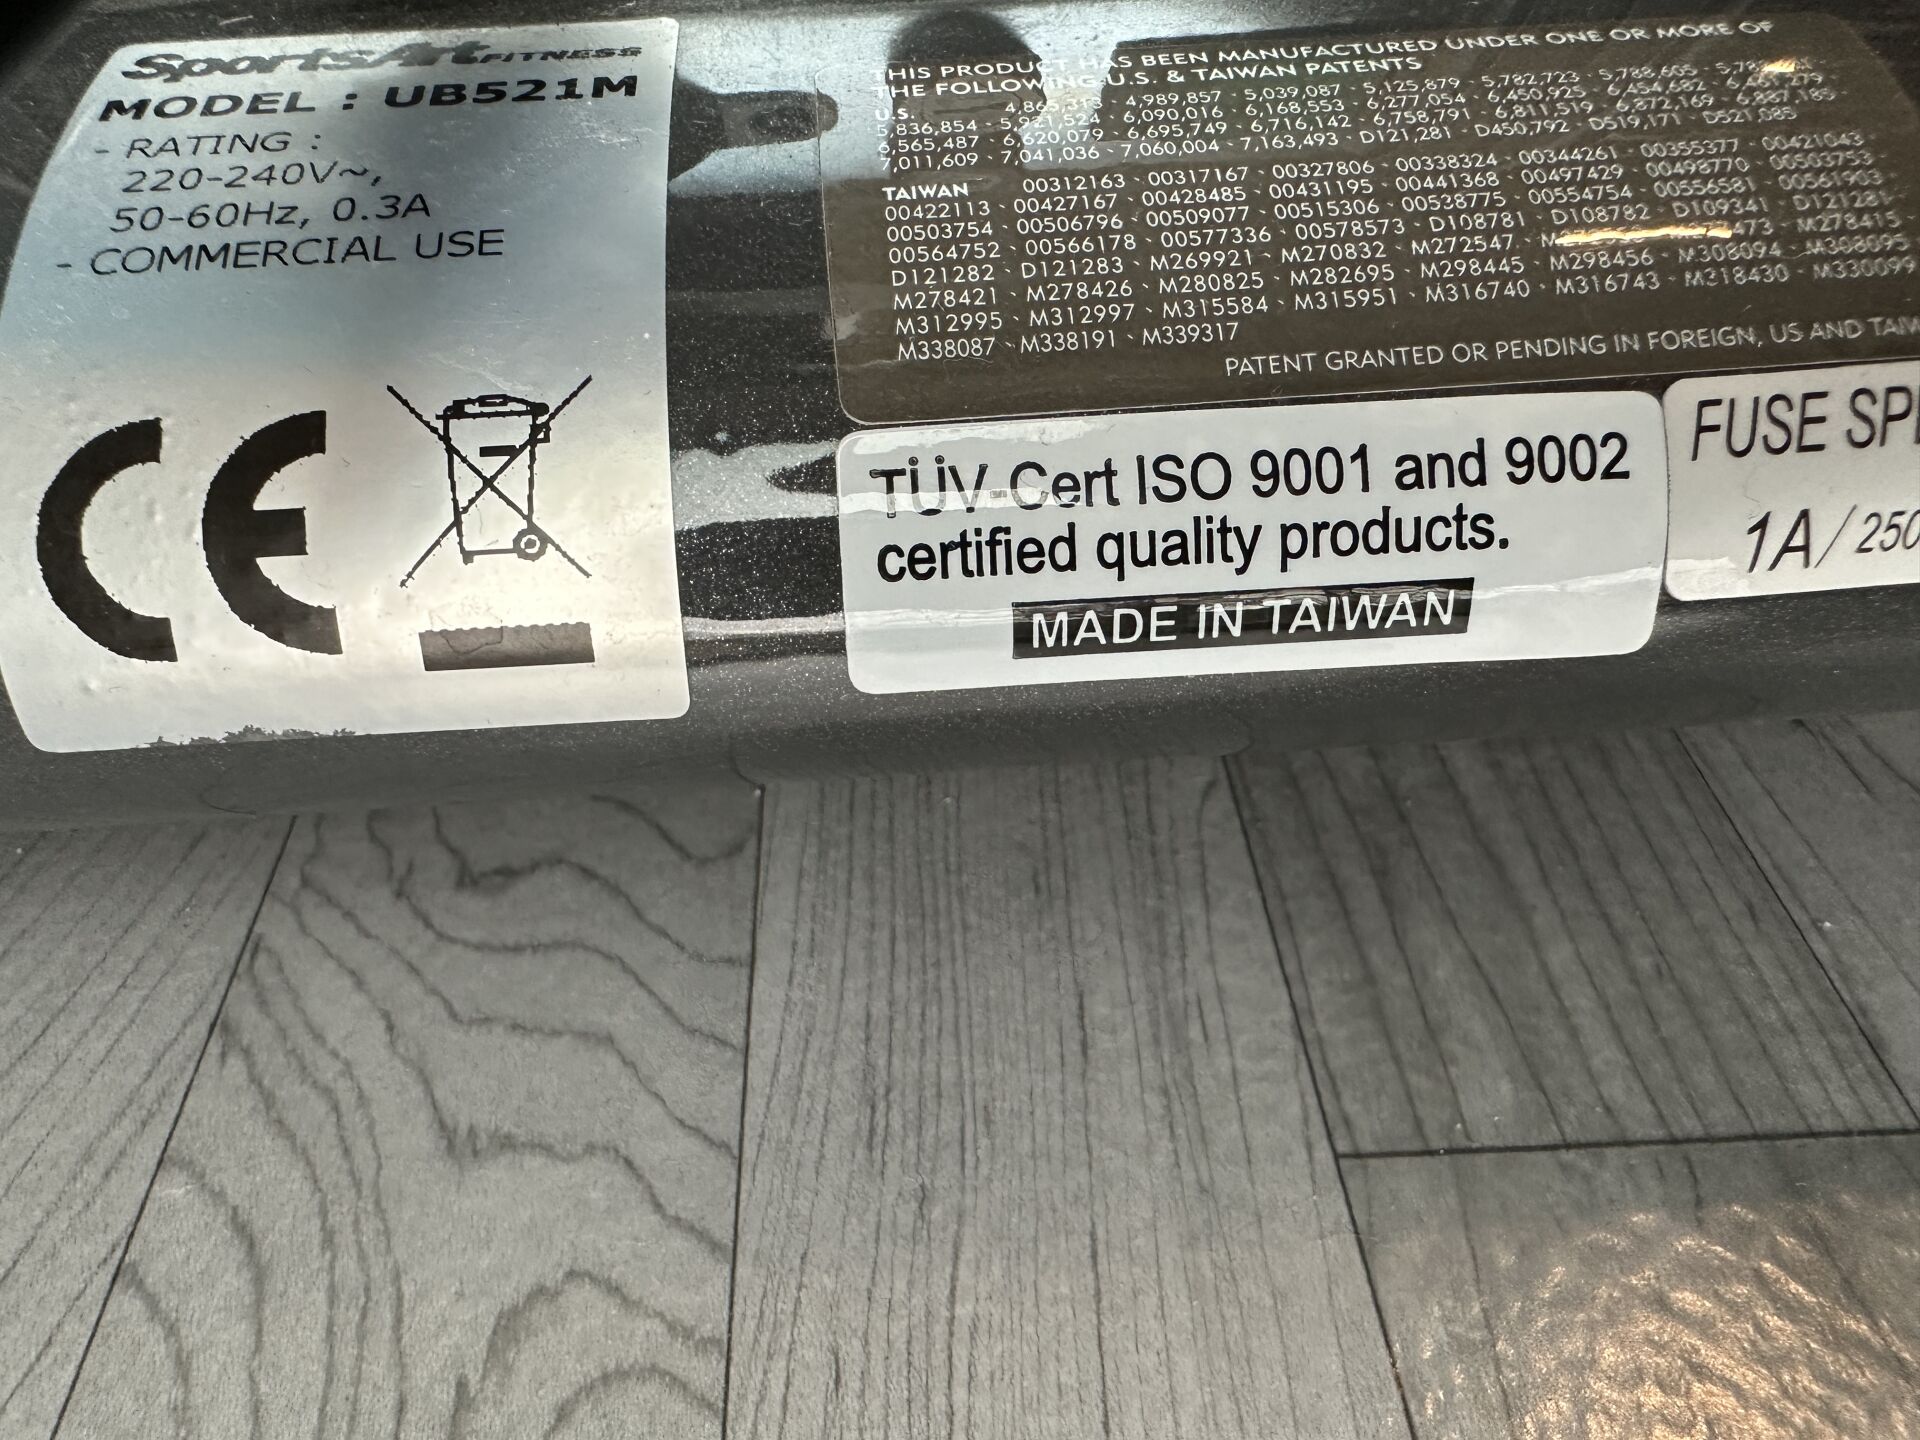 SportsArt FITNESS
MODEL : UB521M
- RATING :
220-240V~,
50-60Hz, 0.3A
- COMMERCIAL USE
CE
THIS PRODUCT HAS BEEN MANUFACTURED UNDER ONE OR MORE OF
THE FOLLOWING U.S. & TAIWAN PATENTS
U.S. 4,865,313、4,989,857、5,039,087、5,125,879、5,782,723、5,788,605
5,836,854、5,921,524、6,090,016、6,168,553、6,277,054、6,450,925、6,454,682
6,565,487、6,620,079、6,695,749、6,716,142、6,758,791、6,811,519、6,872,169、6,887,185
7,011,609、7,041,036、7,060,004、7,163,493、D121,281、D450,792、D519,171、D521,085
TAIWAN 00312163、00317167、00327806、00338324、00344261、00355377、00421043
00422113、00427167、00428485、00431195、00441368、00497429、00498770、00503753
00503754、00506796、00509077、00515306、00538775、00554754、00556581、00561903
00564752、00566178、00577336、00578573、D108781、D108782、D109341、D121281
D121282、D121283、M269921、M270832、M272547、M278415
M278421、M278426、M280825、M282695、M298445、M298456、M308094、M308095
M312995、M312997、M315584、M315951、M316740、M316743、M318430、M330099
M338087、M338191、M339317
PATENT GRANTED OR PENDING IN FOREIGN, US AND
TÜV-Cert ISO 9001 and 9002
certified quality products.
MADE IN TAIWAN
FUSE
1A/250